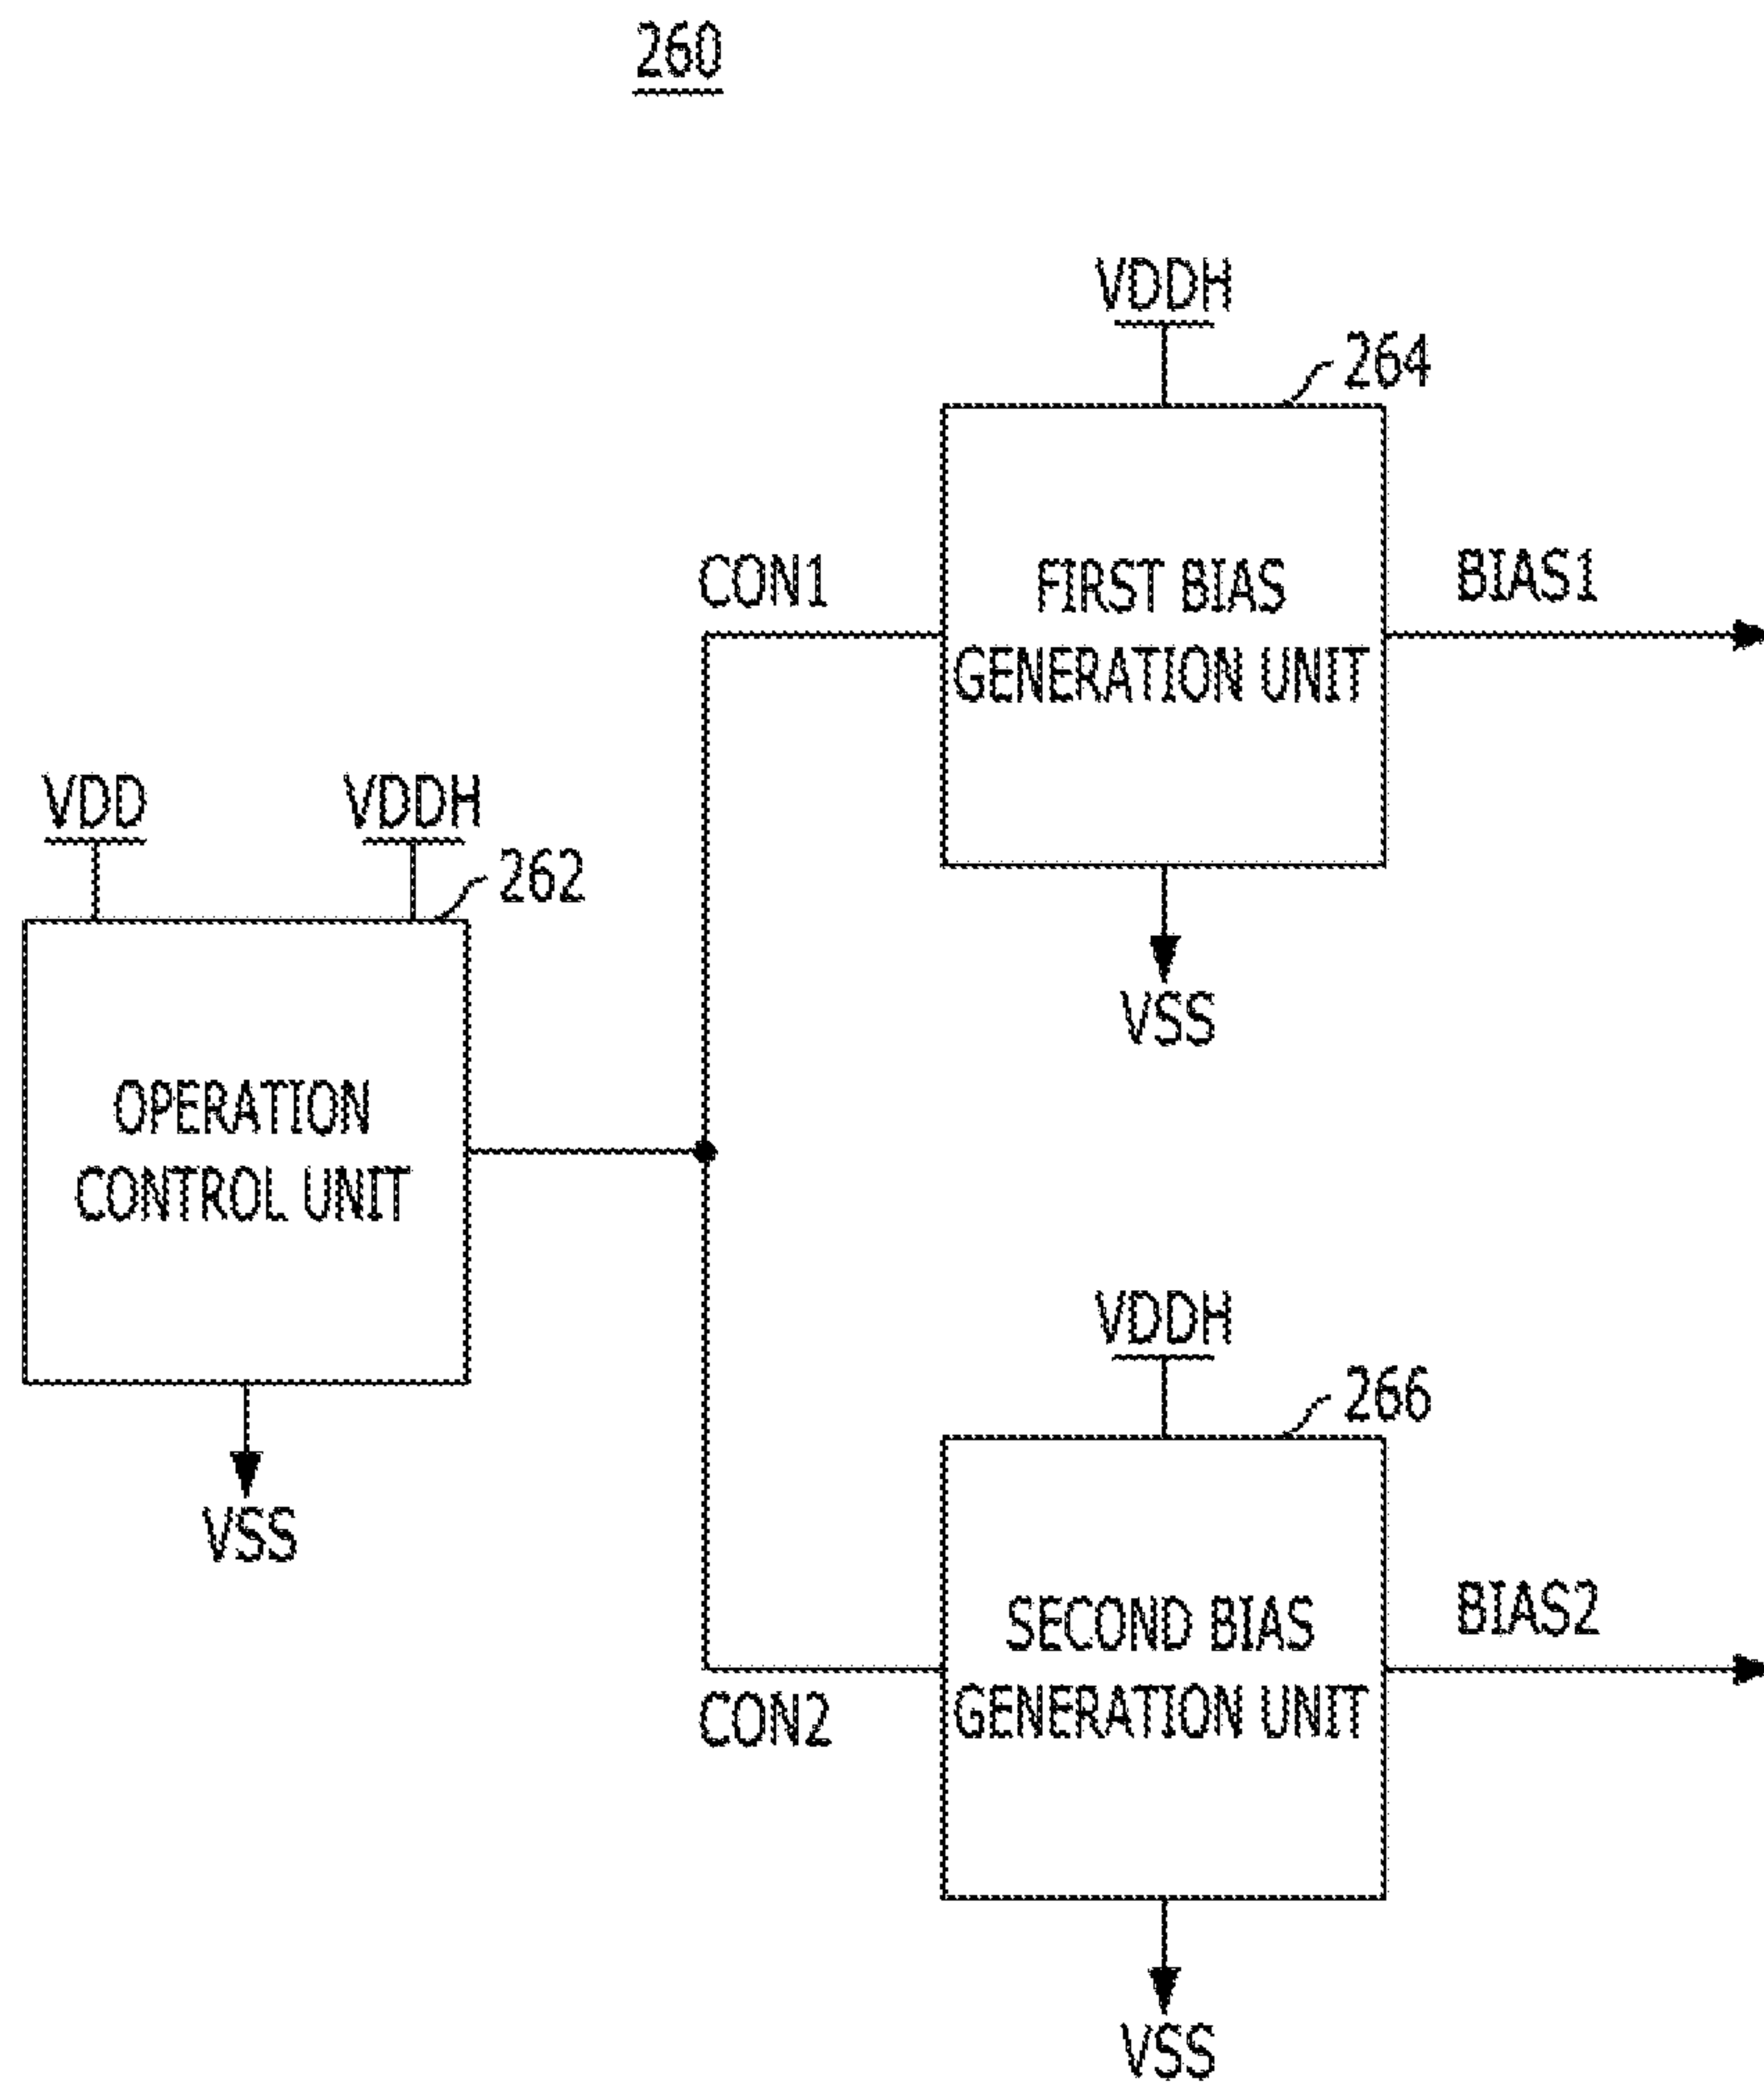 260
VDDH
264
FIRST BIAS
GENERATION UNIT
CON1
BIAS1
VSS
VDD
VDDH
262
OPERATION
CONTROL UNIT
VSS
VDDH
266
SECOND BIAS
GENERATION UNIT
CON2
BIAS2
VSS